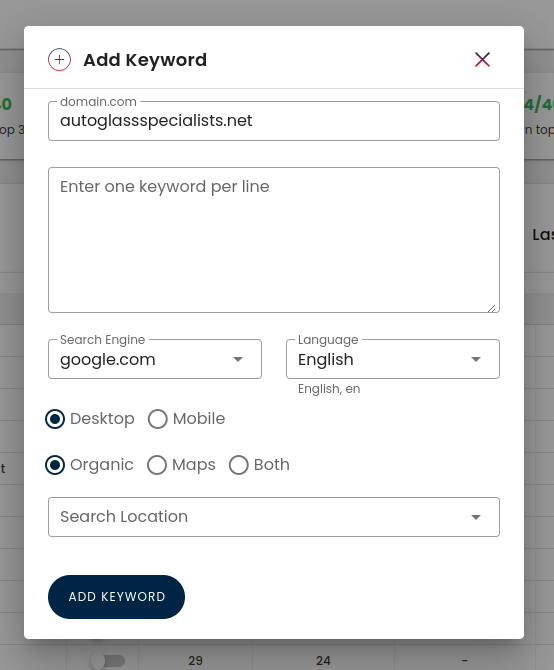 Add Keyword
domain.com
autoglassspecialists.net
Enter one keyword per line
Search Engine
google.com
Language
English
English, en
Desktop
Mobile
Organic
Maps
Both
Search Location
ADD KEYWORD
29
24
-